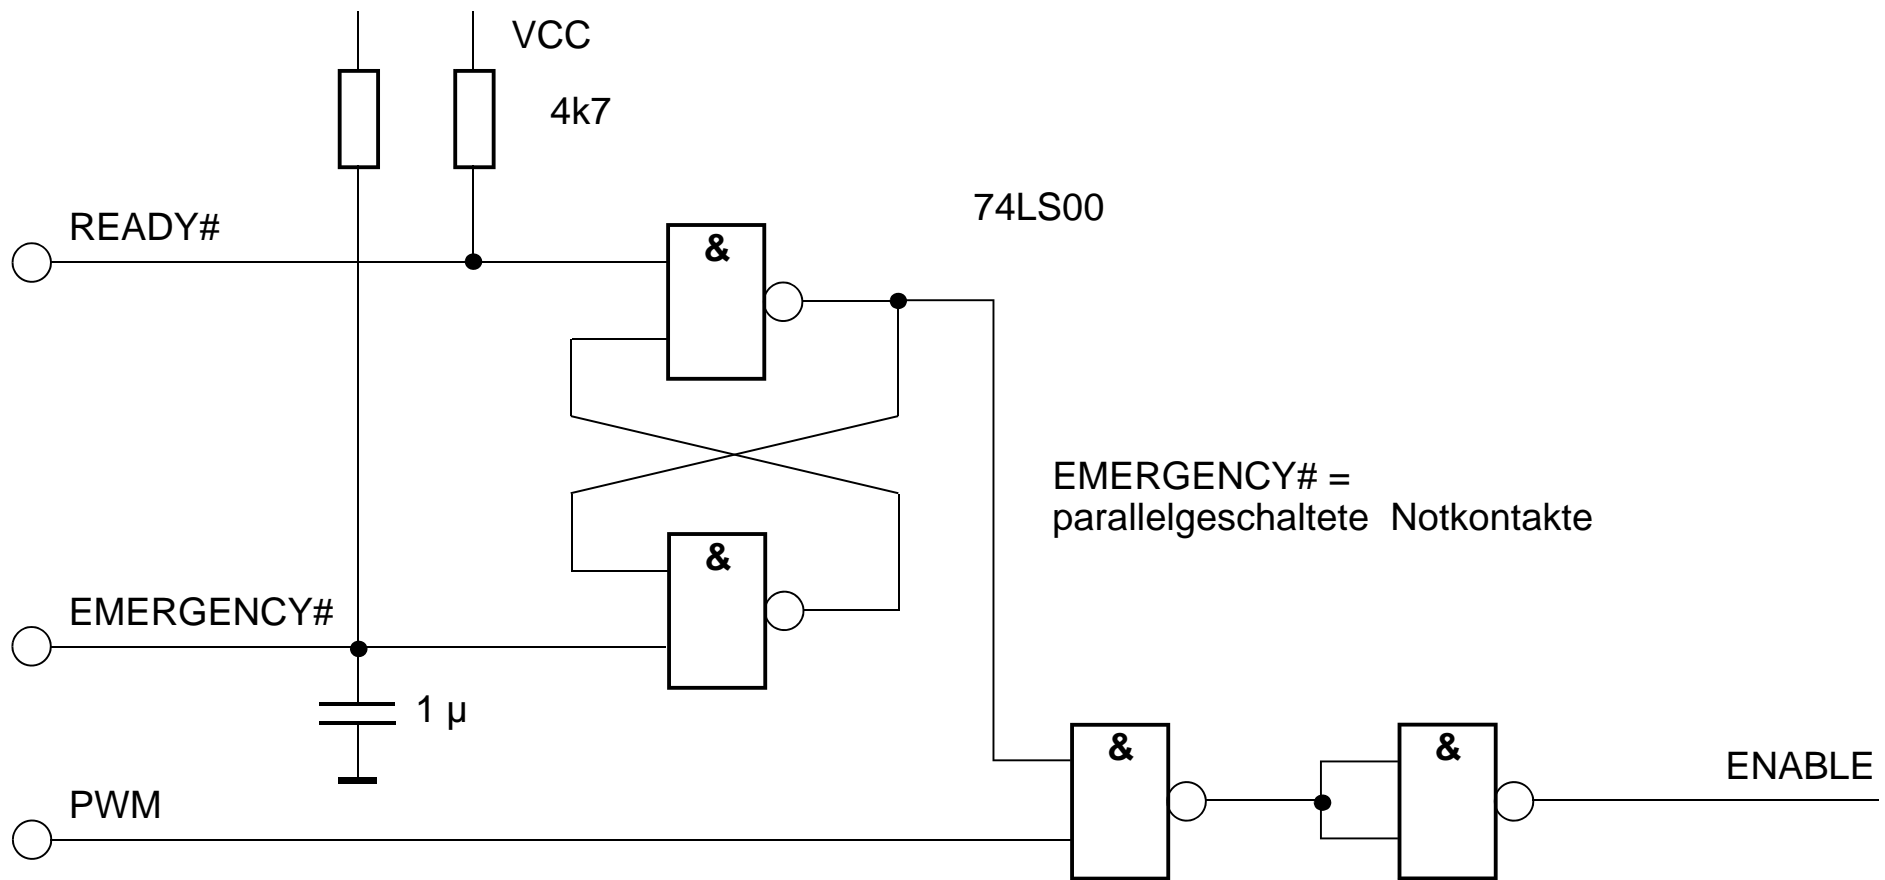 VCC
4k7
READY#
&
74LS00
EMERGENCY# =
parallelgeschaltete Notkontakte
&
EMERGENCY#
1 µ
&
&
ENABLE
PWM